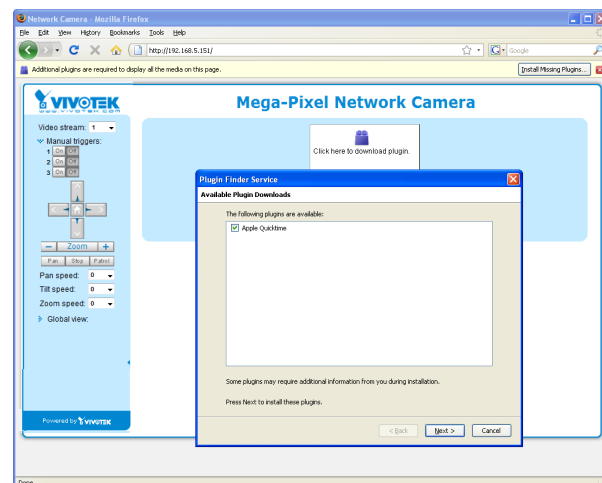 Network Camera - Mozilla Firefox
File Edit View History Bookmarks Tools Help
http://192.168.5.151/
Google
Additional plugins are required to display all the media on this page.
Install Missing Plugins...
VIVOTEK
www.vivotek.com
Mega-Pixel Network Camera
Video stream: 1
Manual triggers:
1 On Off
2 On Off
3 On Off
Click here to download plugin.
Plugin Finder Service
Available Plugin Downloads
The following plugins are available:
Apple Quicktime
− Zoom +
Pan Stop Patrol
Pan speed: 0
Tilt speed: 0
Zoom speed: 0
Global view:
Some plugins may require additional information from you during installation.
Press Next to install these plugins.
< Back Next > Cancel
Powered by VIVOTEK
Done